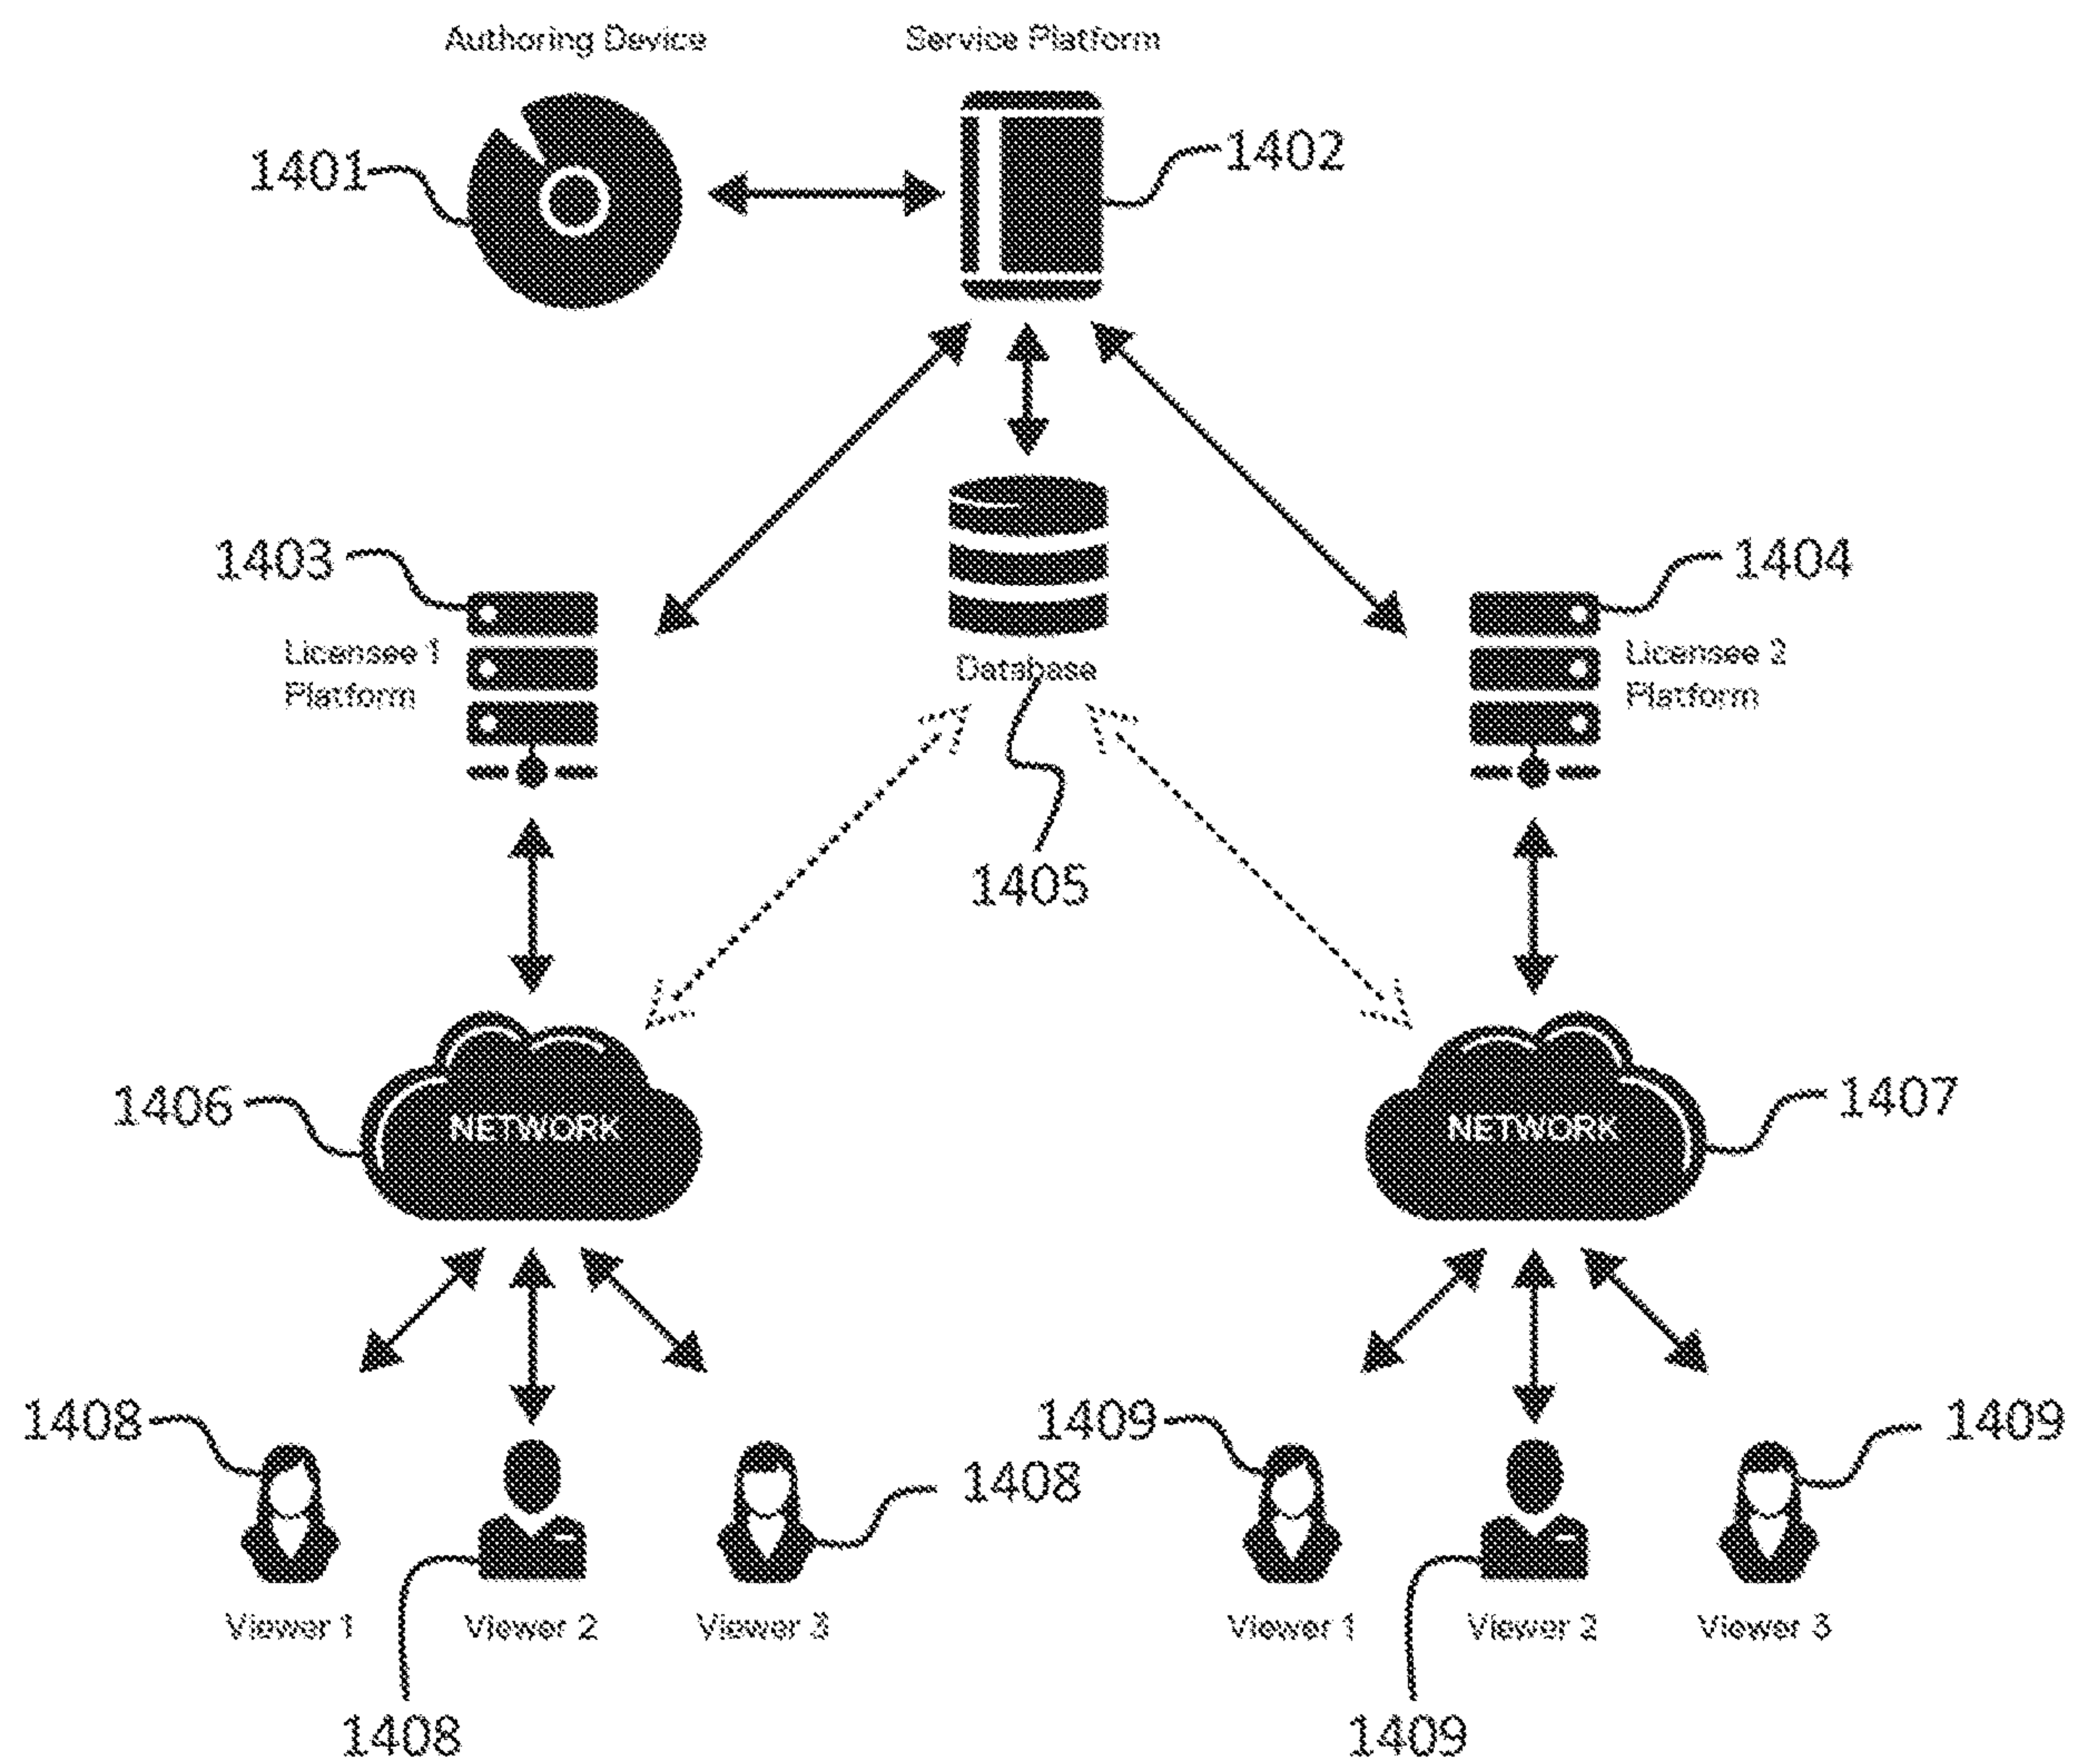 Authoring Device
Service Platform
1401
1402
1403
1404
Licensee 1
Platform
Database
Licensee 2
Platform
1405
1406
NETWORK
NETWORK
1407
1408
1408
1409
1409
Viewer 1
Viewer 2
Viewer 3
Viewer 1
Viewer 2
Viewer 3
1408
1409